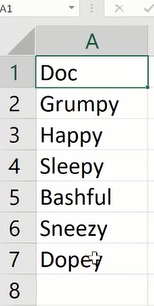 A1
A
1 Doc
2 Grumpy
3 Happy
4 Sleepy
5 Bashful
6 Sneezy
7 Dopey
8